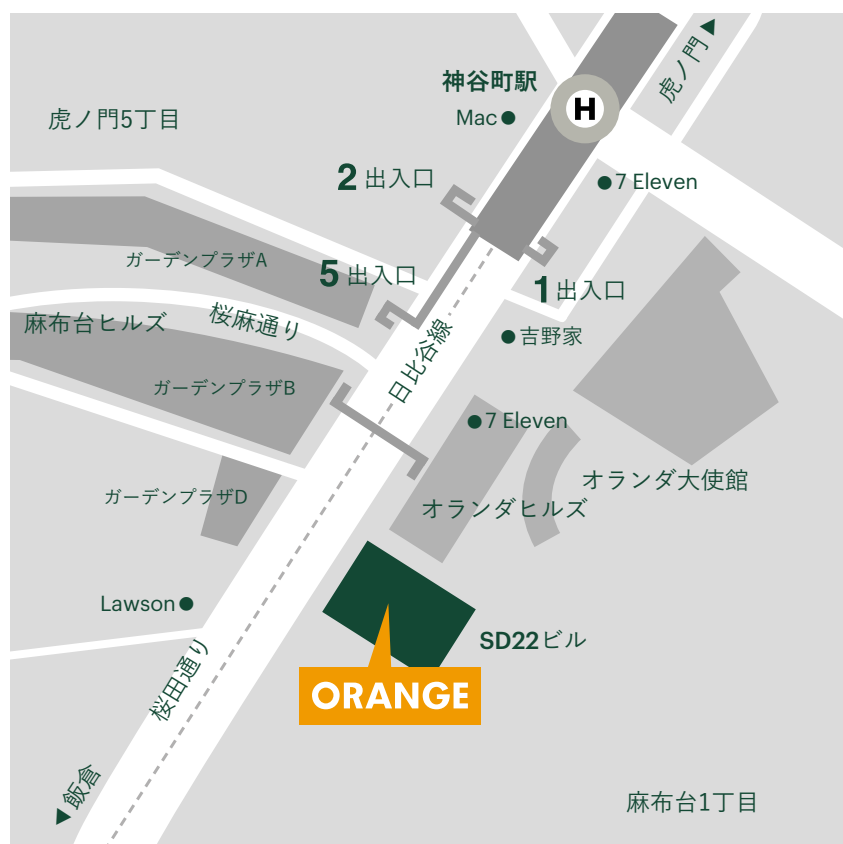 虎ノ門
神谷町駅
H
Mac
虎ノ門5丁目
2 出入口
7 Eleven
ガーデンプラザA
5 出入口
1 出入口
麻布台ヒルズ
桜麻通り
吉野家
日比谷線
ガーデンプラザB
7 Eleven
オランダ大使館
ガーデンプラザD
オランダヒルズ
Lawson
SD22ビル
桜田通り
ORANGE
飯倉
麻布台1丁目